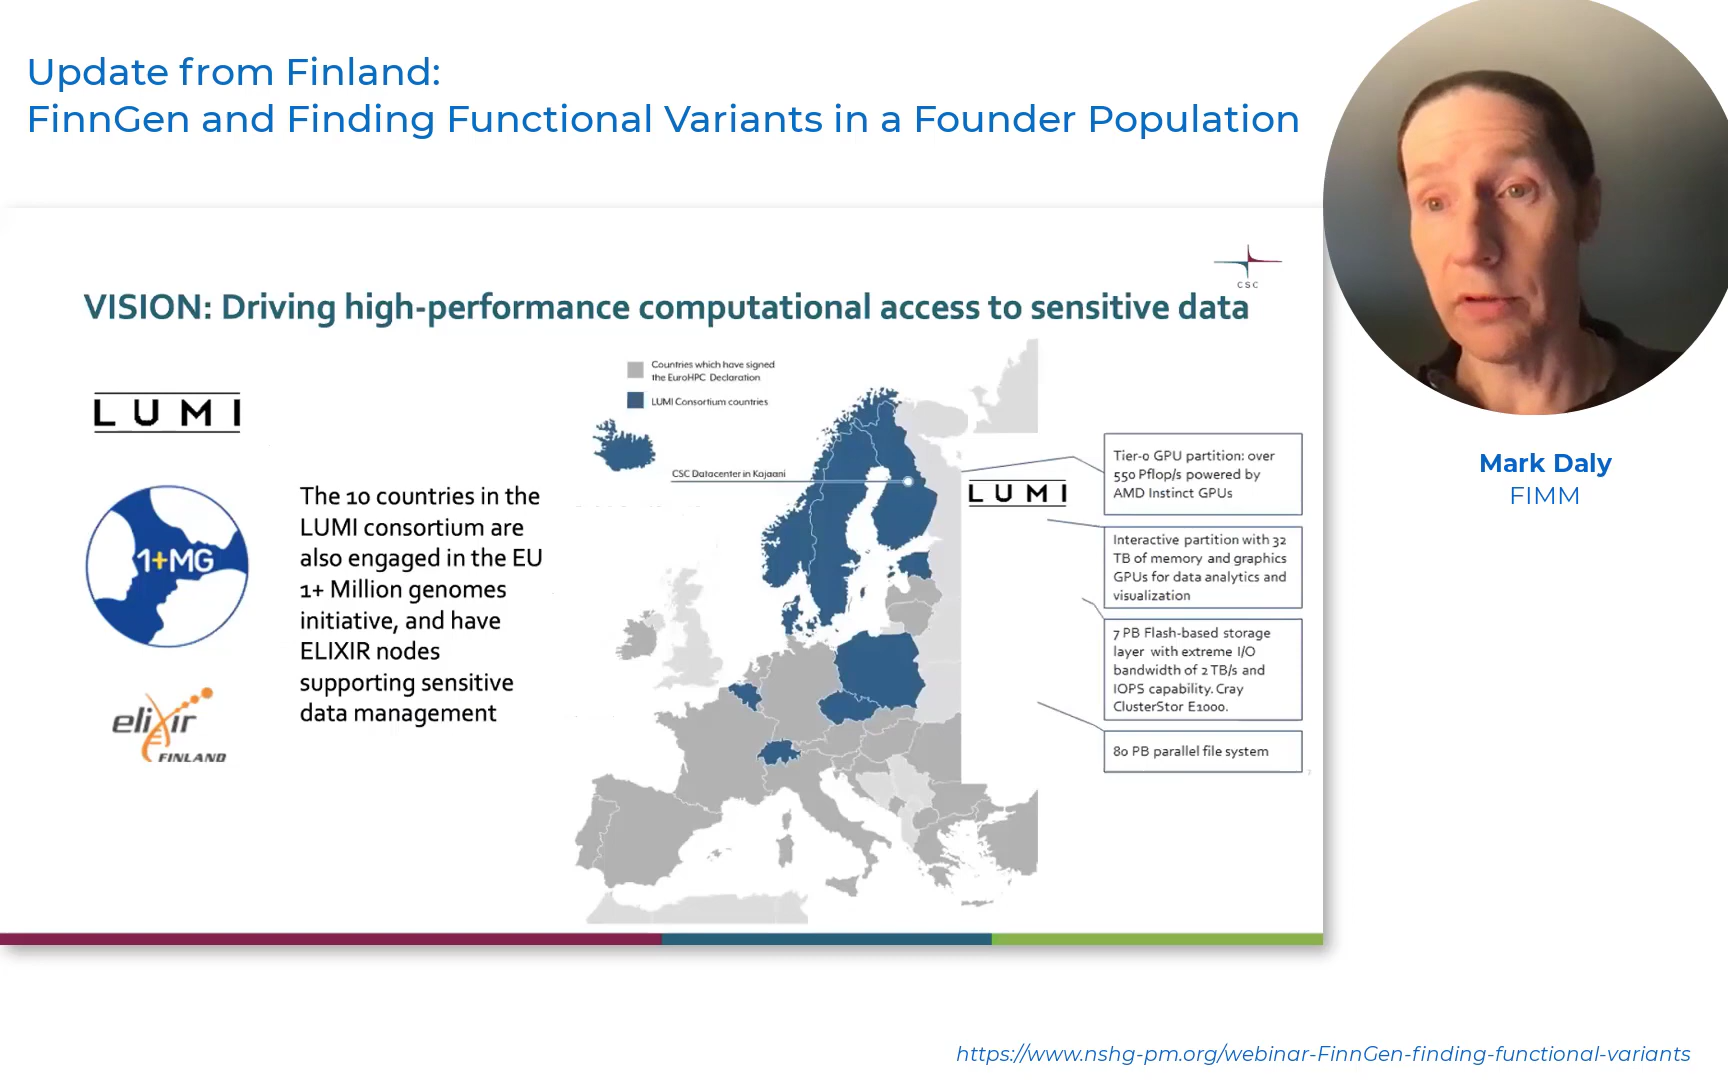 Update from Finland:
FinnGen and Finding Functional Variants in a Founder Population
CSC
VISION: Driving high-performance computational access to sensitive data
LUMI
1+MG
elixir
FINLAND
The 10 countries in the
LUMI consortium are
also engaged in the EU
1+ Million genomes
initiative, and have
ELIXIR nodes
supporting sensitive
data management
Countries which have signed
the EuroHPC Declaration
LUMI Consortium countries
CSC Datacenter in Kajaani
LUMI
Tier-0 GPU partition: over
550 Pflop/s powered by
AMD Instinct GPUs
Interactive partition with 32
TB of memory and graphics
GPUs for data analytics and
visualization
7 PB Flash-based storage
layer with extreme I/O
bandwidth of 2 TB/s and
IOPS capability. Cray
ClusterStor E1000.
80 PB parallel file system
7
Mark Daly
FIMM
https://www.nshg-pm.org/webinar-FinnGen-finding-functional-variants